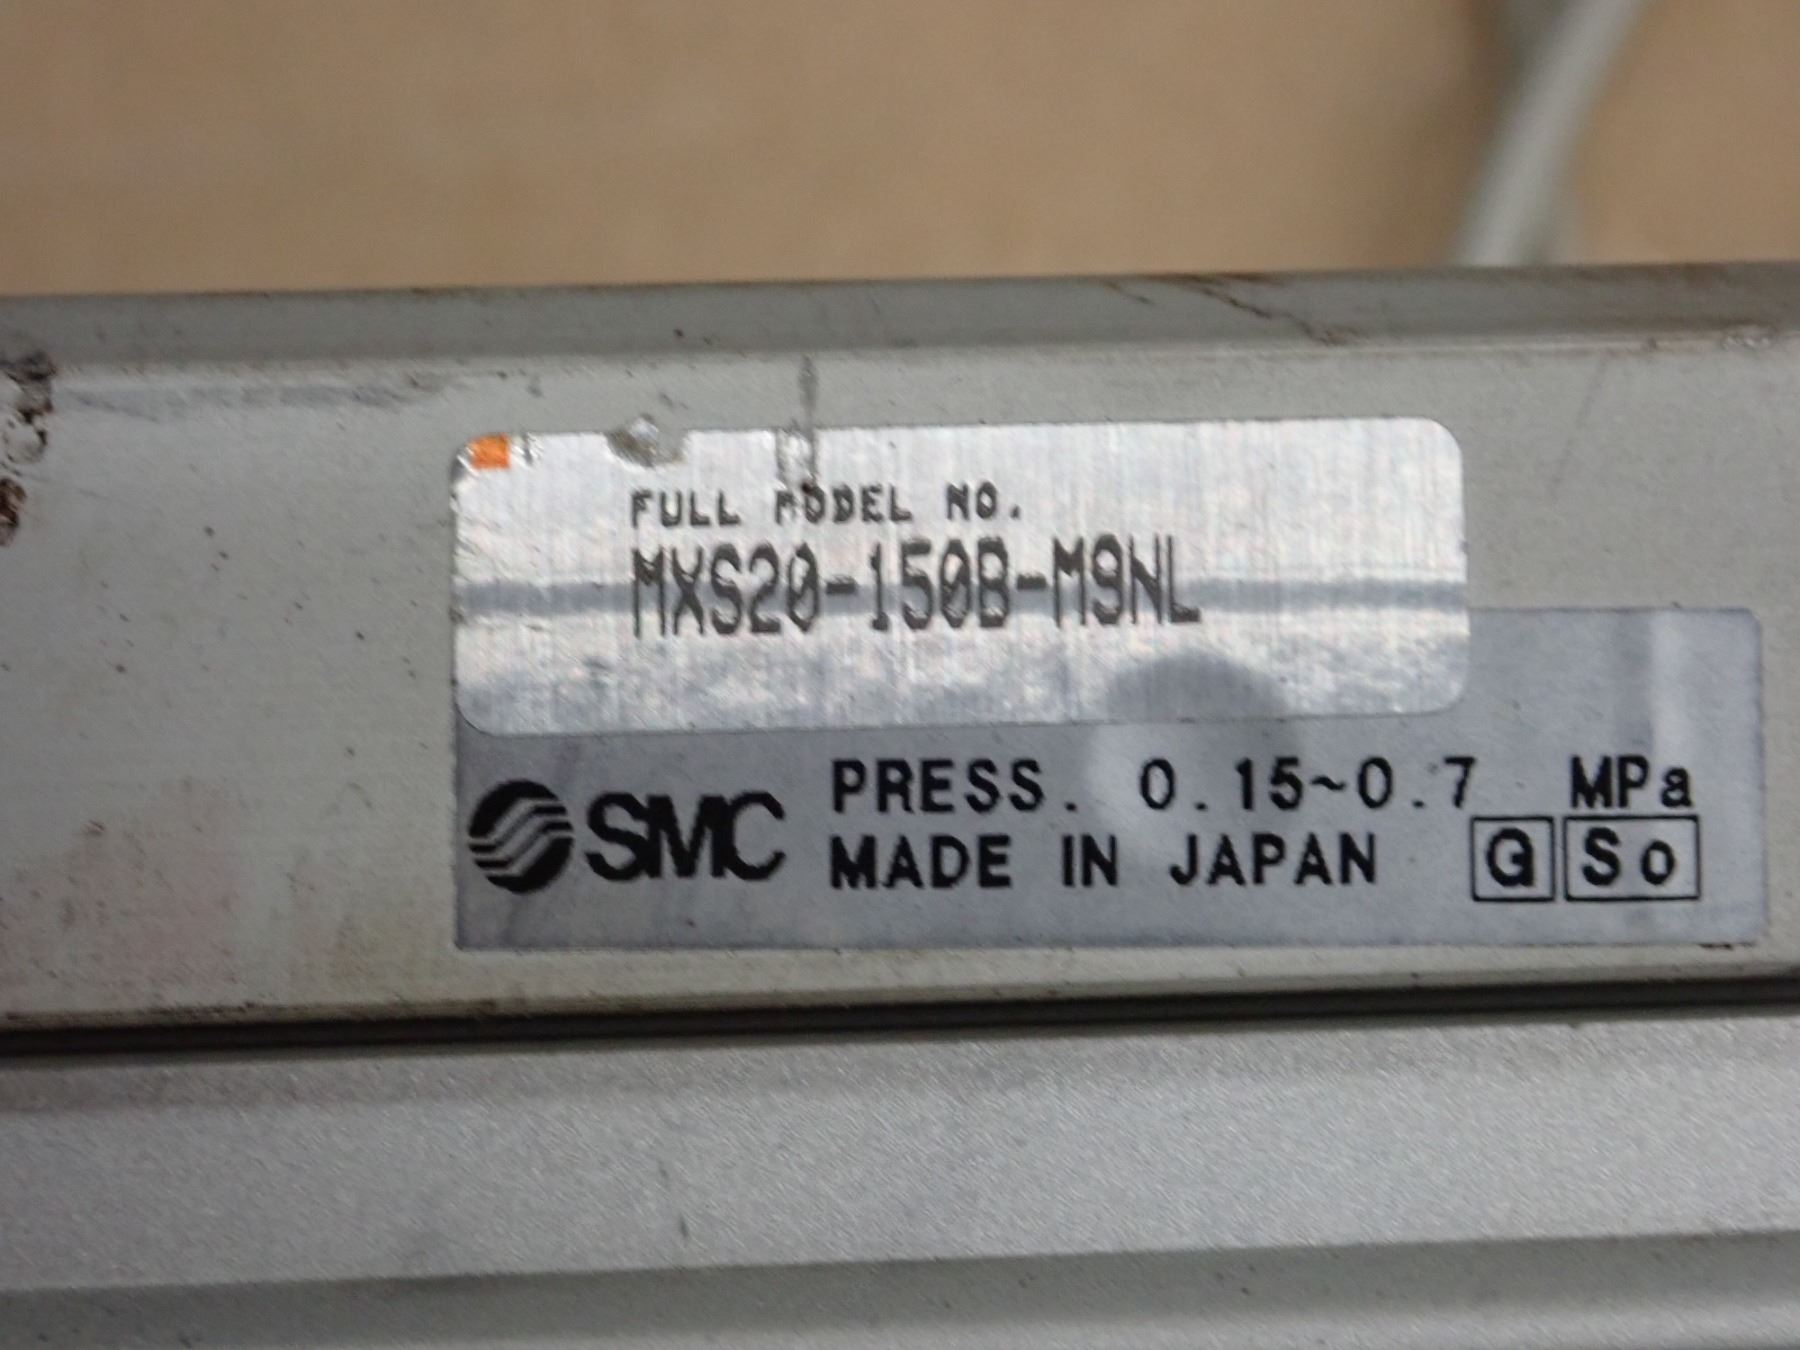 FULL MODEL NO.
MXS20-150B-M9NL
SMC
PRESS. 0.15~0.7 MPa
MADE IN JAPAN G So